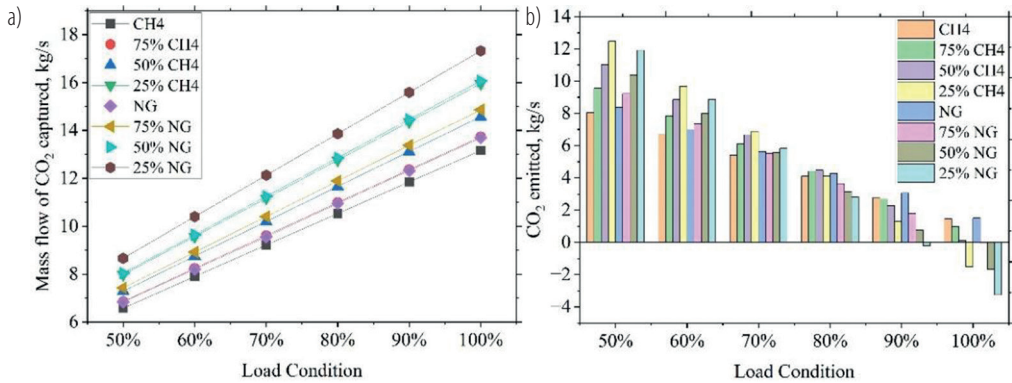 a)
Mass flow of CO₂ captured, kg/s
18
16
14
12
10
8
6
CH4
75% CH4
50% CH4
25% CH4
NG
75% NG
50% NG
25% NG
50% 60% 70% 80% 90% 100%
Load Condition
b)
CO₂ emitted, kg/s
14
12
10
8
6
4
2
0
−2
−4
CH4
75% CH4
50% CH4
25% CH4
NG
75% NG
50% NG
25% NG
50% 60% 70% 80% 90% 100%
Load Condition